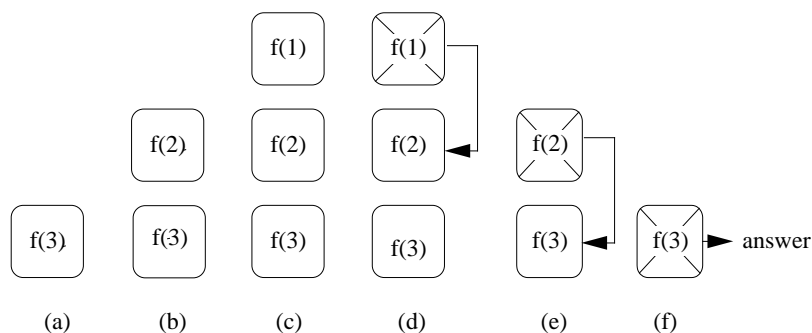 f(1) f(1)
f(2) f(2) f(2) f(2)
f(3) f(3) f(3) f(3) f(3) f(3) answer
(a) (b) (c) (d) (e) (f)